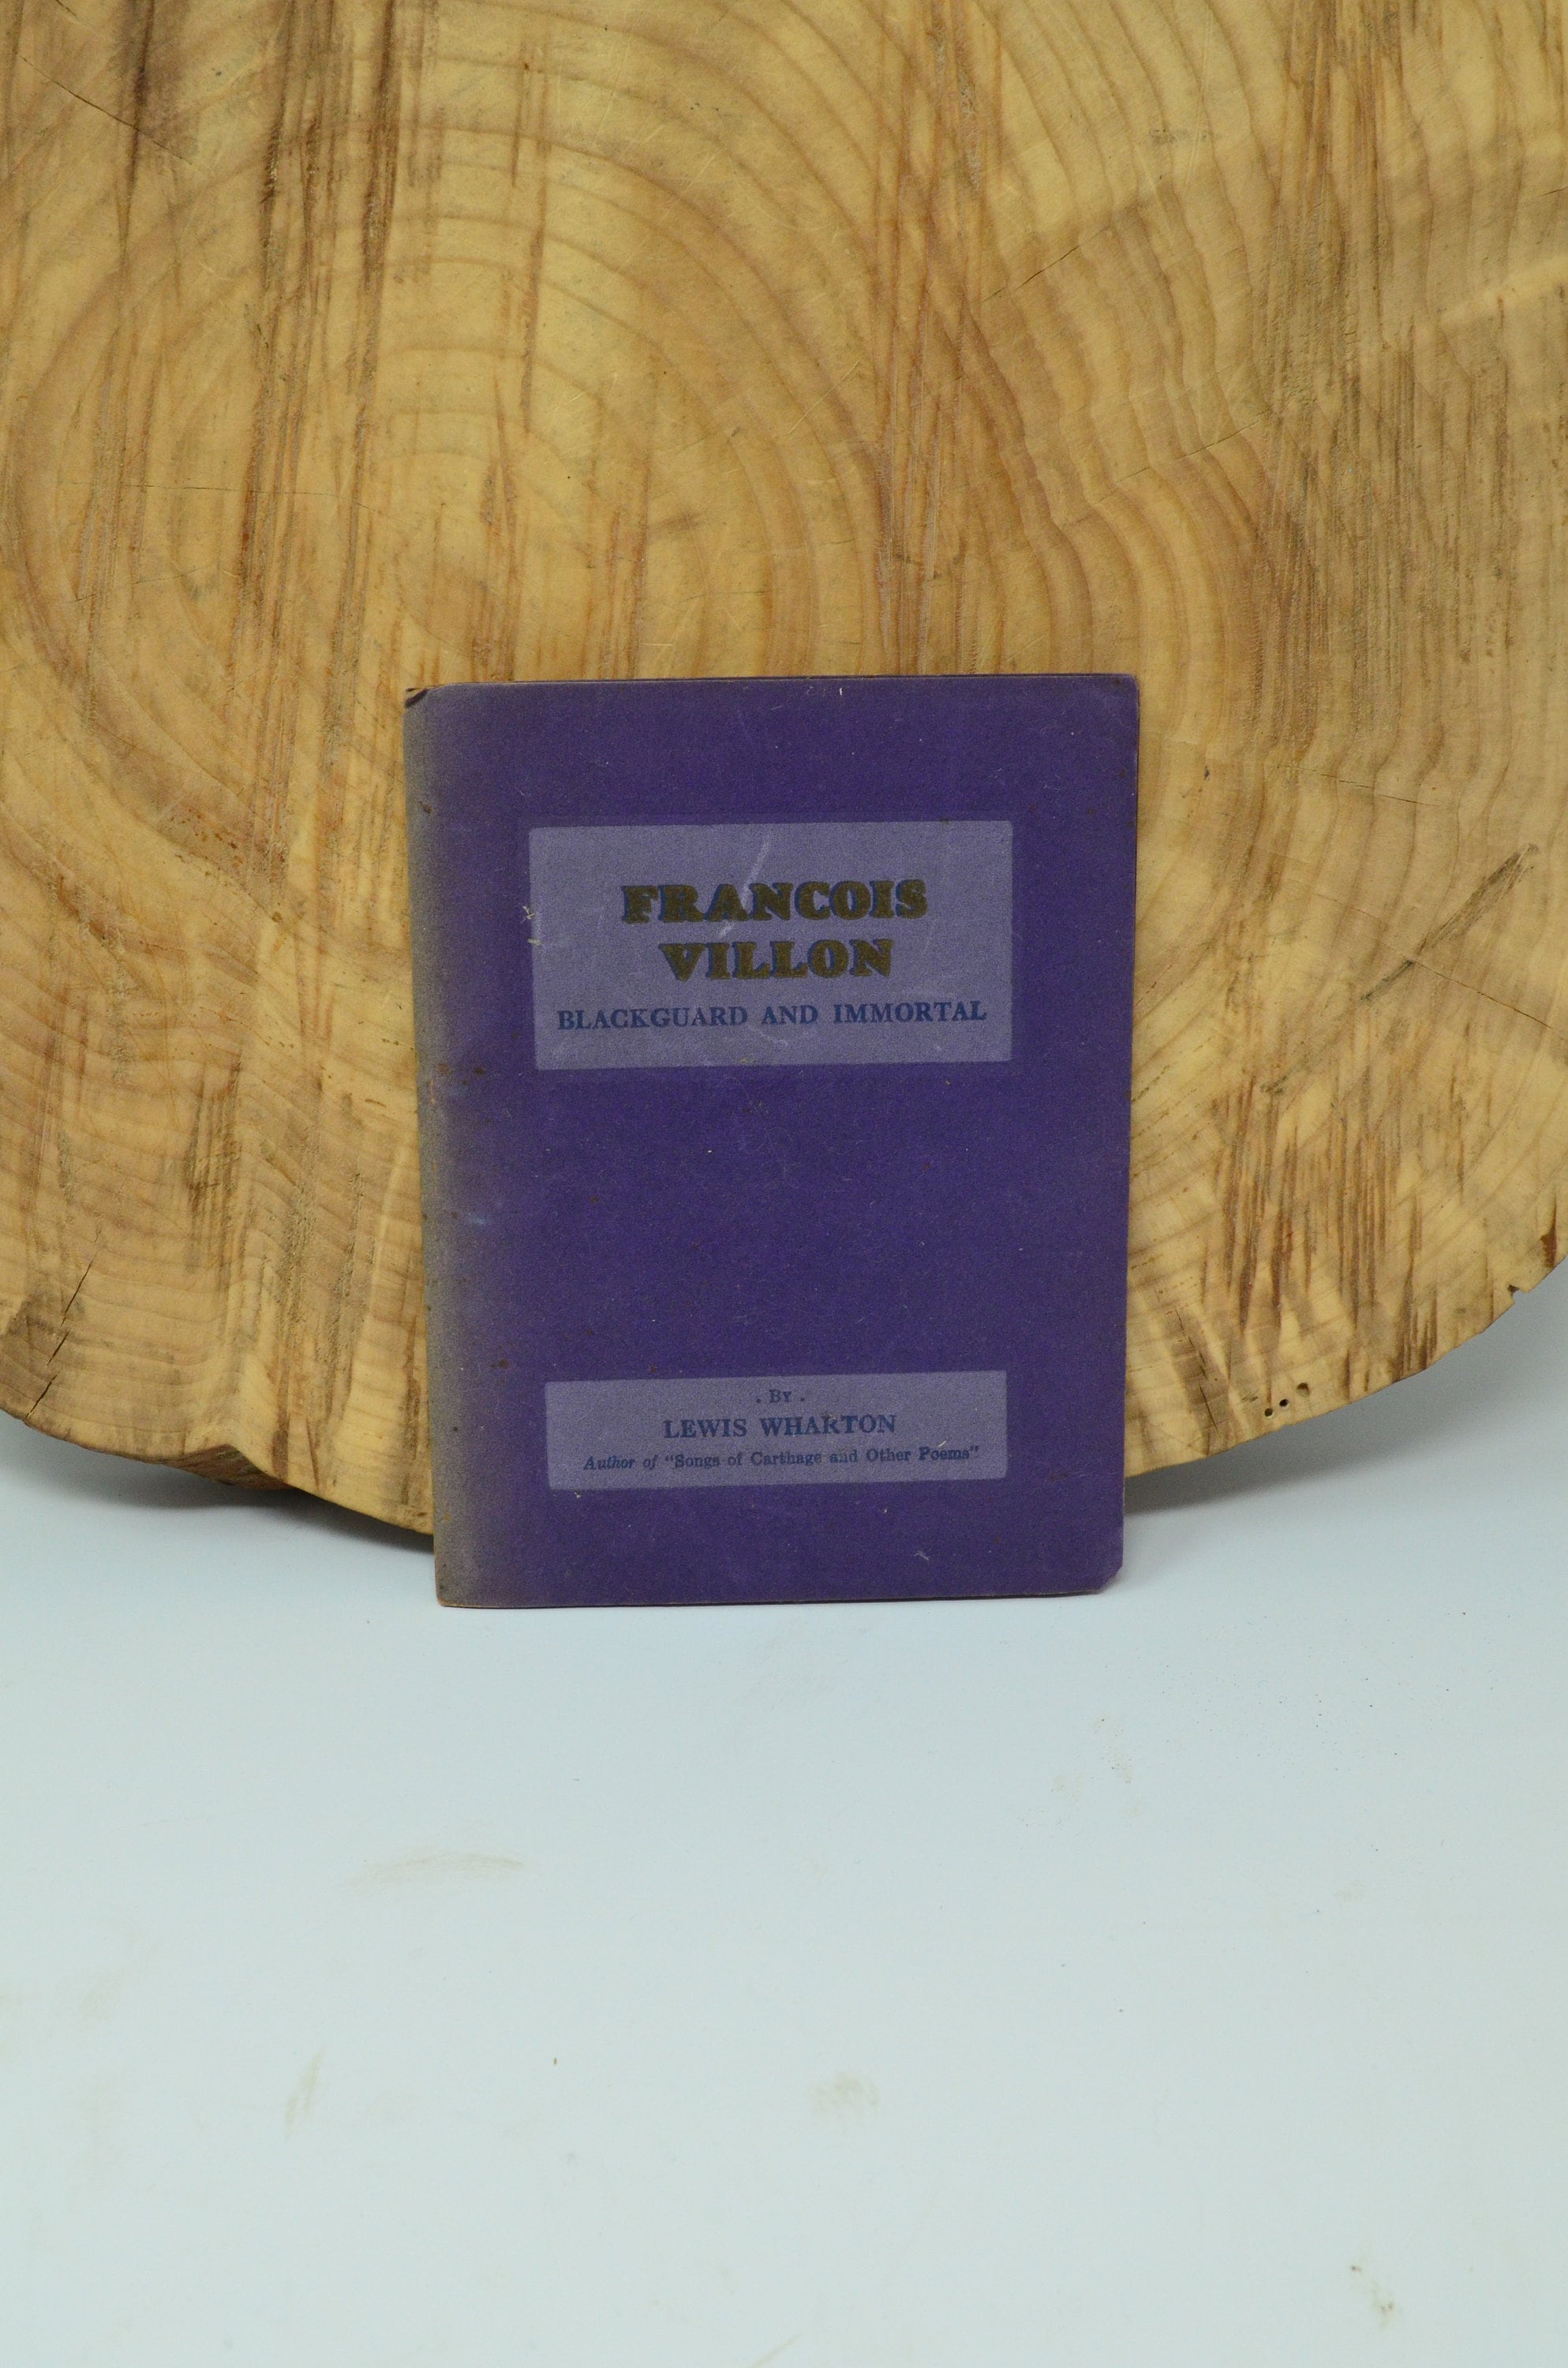 FRANCOIS
VILLON
BLACKGUARD AND IMMORTAL
. BY .
LEWIS WHARTON
Author of "Songs of Carthage and Other Poems"